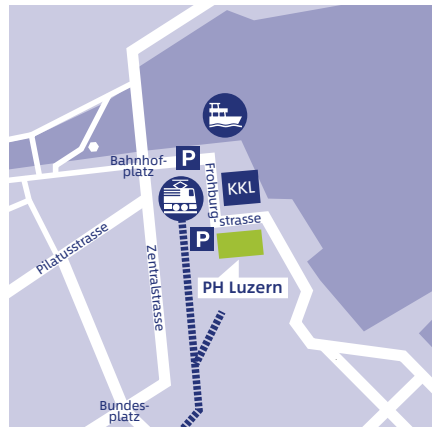 Bahnhof-
platz
P
Frohburg-
strasse
KKL
P
Pilatusstrasse
Zentralstrasse
PH Luzern
Bundes-
platz